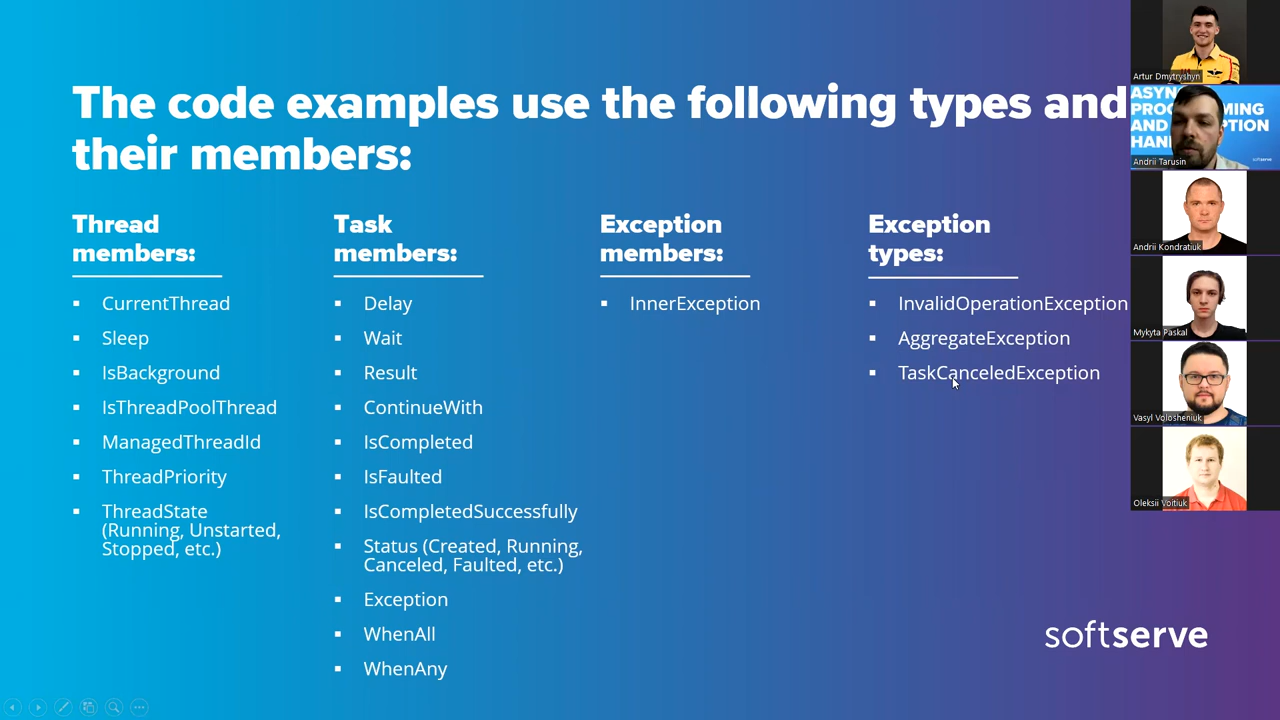 The code examples use the following types and
their members:
Thread
members:
CurrentThread
Sleep
IsBackground
IsThreadPoolThread
ManagedThreadId
ThreadPriority
ThreadState
(Running, Unstarted,
Stopped, etc.)
Task
members:
Delay
Wait
Result
ContinueWith
IsCompleted
IsFaulted
IsCompletedSuccessfully
Status (Created, Running,
Canceled, Faulted, etc.)
Exception
WhenAll
WhenAny
Exception
members:
InnerException
Exception
types:
InvalidOperationException
AggregateException
TaskCanceledException
softserve
Artur Dmytryshyn
Andrii Tarusin
Andrii Kondratiuk
Mykyta Paskal
Vasyl Volosheniuk
Oleksii Voitiuk